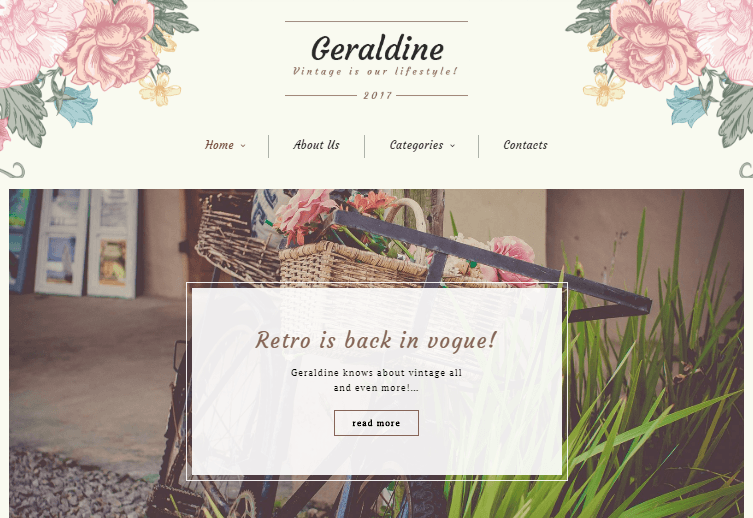 Geraldine
Vintage is our lifestyle!
2017
Home
About Us
Categories
Contacts
Retro is back in vogue!
Geraldine knows about vintage all
and even more!...
read more